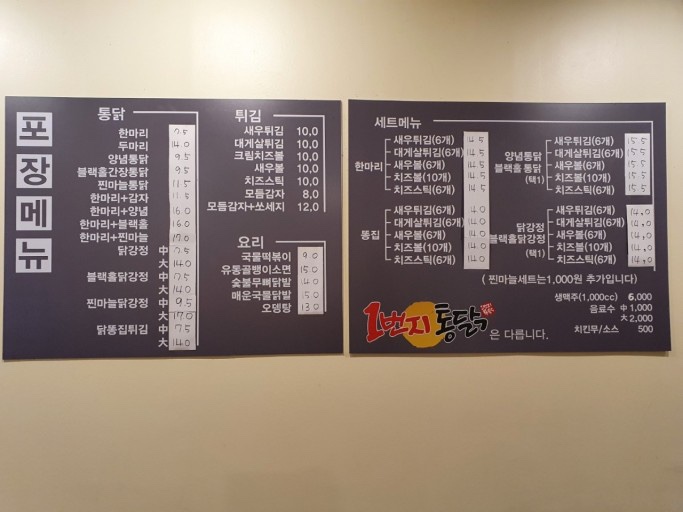 포장메뉴
통닭
한마리 7.5
두마리 14.0
양념통닭 9.5
블랙홀간장통닭 9.5
찐마늘통닭 11.5
한마리+감자 11.5
한마리+양념 16.0
한마리+블랙홀 16.0
한마리+찐마늘 17.0
닭강정 中 7.5
大 14.0
블랙홀닭강정 中 7.5
大 14.0
찐마늘닭강정 中 9.5
大 17.0
닭똥집튀김 中 7.5
大 14.0
튀김
새우튀김 10,0
대게살튀김 10,0
크림치즈볼 10,0
새우볼 10,0
치즈스틱 10,0
모듬감자 8,0
모듬감자+쏘세지 12,0
요리
국물떡볶이 9.0
유통골뱅이소면 15.0
숯불무뼈닭발 14.0
매운국물닭발 15.0
오뎅탕 13.0
세트메뉴
한마리
새우튀김(6개) 14.5
대게살튀김(6개) 14.5
새우볼(6개) 14.5
치즈볼(10개) 14.5
치즈스틱(6개) 14.5
양념통닭
블랙홀 통닭
(택1)
새우튀김(6개) 15.5
대게살튀김(6개) 15.5
새우볼(6개) 15.5
치즈볼(10개) 15.5
치즈스틱(6개) 15.5
똥집
새우튀김(6개) 14.0
대게살튀김(6개) 14.0
새우볼(6개) 14.0
치즈볼(10개) 14.0
치즈스틱(6개) 14.0
닭강정
블랙홀닭강정
(택1)
새우튀김(6개) 14.0
대게살튀김(6개) 14.0
새우볼(6개) 14.0
치즈볼(10개) 14.0
치즈스틱(6개) 14.0
(찐마늘세트는1,000원 추가입니다)
생맥주(1,000cc) 6,000
음료수 中 1,000
大 2,000
치킨무/소스 500
1번지 통닭 은 다릅니다.